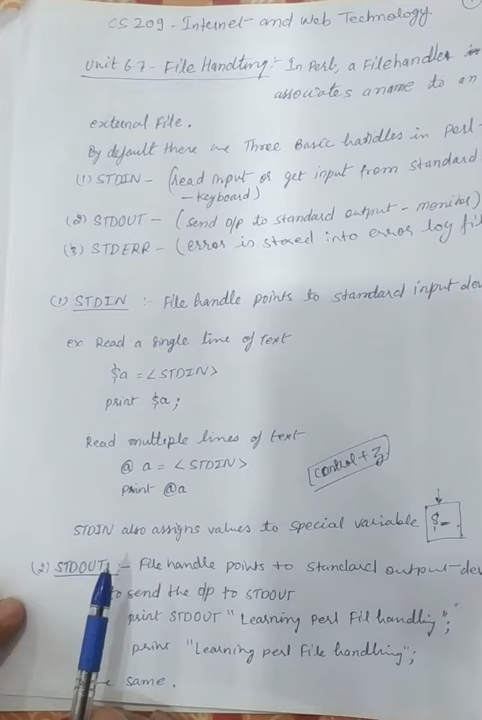 CS 209 - Internet and Web Technology
Unit 6.7 - File Handling :- In Perl, a Filehandler
associates a name to an
external File.
By default there are Three Basic handles in Perl -
(1) STDIN - (Read Input or get input from standard
- Keyboard)
(2) STDOUT - (send o/p to standard output - monitor)
(3) STDERR - (error is stored into error log
(1) STDIN :- File handle points to standard input
ex Read a single line of text
$a = <STDIN>
print $a;
Read multiple lines of text
@ a = <STDIN>
print @a
[control + Z]
STDIN also assigns values to special variable $_.
(2) STDOUT :- File handle points to standard output-
to send the o/p to STDOUT
print STDOUT "Learning perl Fil handling";
print "Learning perl File handling";
same.